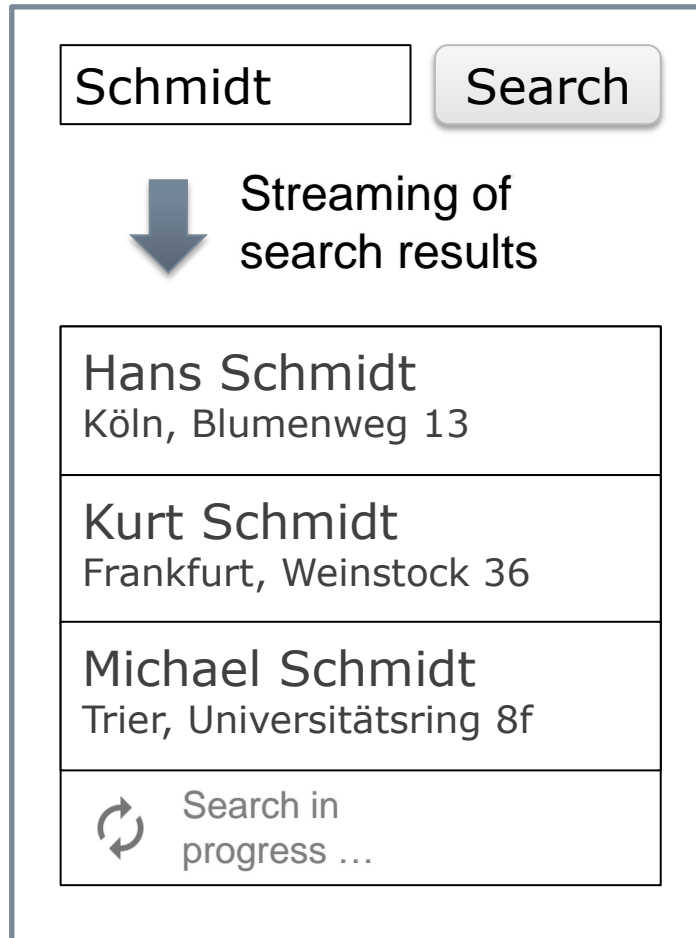 Schmidt
Search
Streaming of
search results
Hans Schmidt
Köln, Blumenweg 13
Kurt Schmidt
Frankfurt, Weinstock 36
Michael Schmidt
Trier, Universitätsring 8f
Search in
progress …